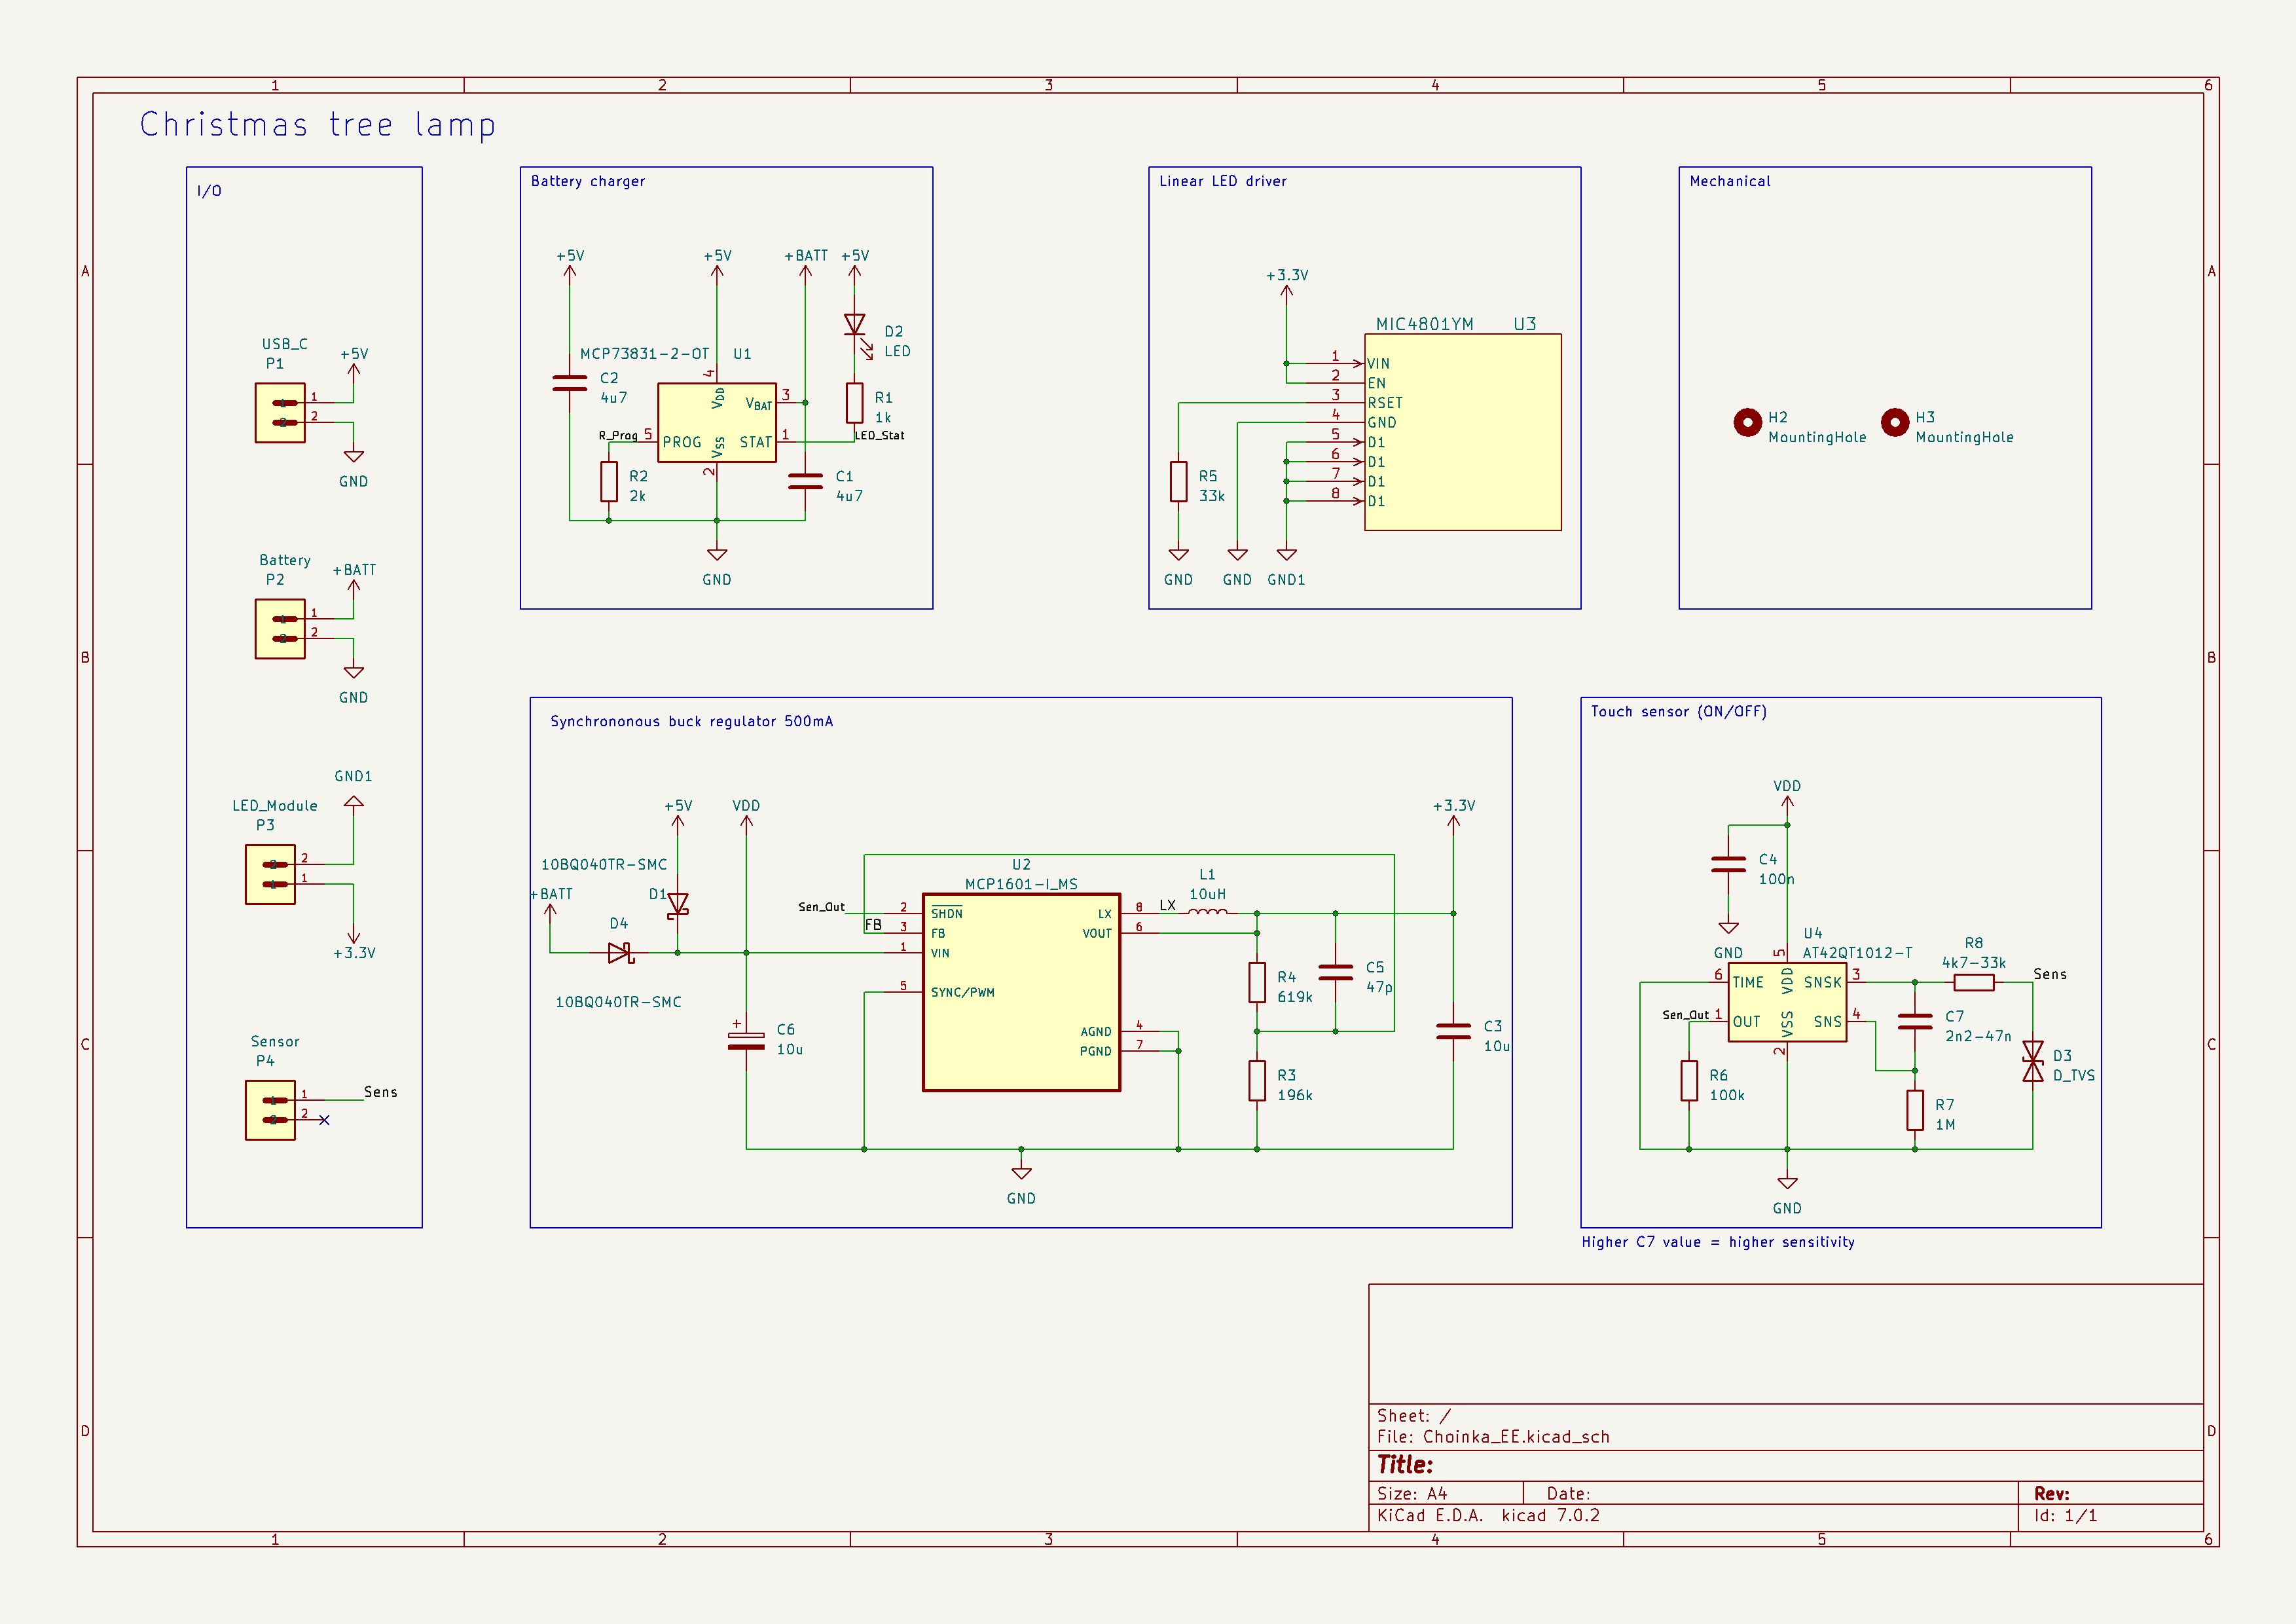 1 2 3 4 5 6
Christmas tree lamp
A
B
C
D
I/O
USB_C
P1
+5V
1
2
GND
Battery
P2
+BATT
1
2
GND
GND1
LED_Module
P3
2
1
+3.3V
Sensor
P4
1
Sens
2
Battery charger
+5V
+5V
+BATT
+5V
D2
LED
MCP73831-2-OT
U1
C2
4u7
4
VDD
VBAT
3
R1
1k
R_Prog
5
PROG
STAT
1
LED_Stat
VSS
2
R2
2k
C1
4u7
GND
Linear LED driver
+3.3V
MIC4801YM
U3
1
VIN
2
EN
3
RSET
4
GND
5
D1
6
D1
7
D1
8
D1
R5
33k
GND
GND
GND1
Mechanical
H2
MountingHole
H3
MountingHole
Synchrononous buck regulator 500mA
+5V
VDD
+3.3V
10BQ040TR-SMC
+BATT
D1
D4
10BQ040TR-SMC
U2
MCP1601-I_MS
L1
10uH
Sen_Out
2
SHDN
LX
8
LX
FB
3
FB
VOUT
6
1
VIN
5
SYNC/PWM
R4
619k
C5
47p
+
C6
10u
AGND
4
PGND
7
C3
10u
R3
196k
GND
Touch sensor (ON/OFF)
VDD
C4
100n
GND
U4
AT42QT1012-T
5
R8
4k7-33k
Sens
6
TIME
VDD
SNSK
3
Sen_Out
1
OUT
VSS
SNS
4
2
C7
2n2-47n
D3
D_TVS
R6
100k
R7
1M
GND
Higher C7 value = higher sensitivity
Sheet: /
File: Choinka_EE.kicad_sch
Title:
Size: A4
Date:
Rev:
KiCad E.D.A. kicad 7.0.2
Id: 1/1
A
B
C
D
1 2 3 4 5 6